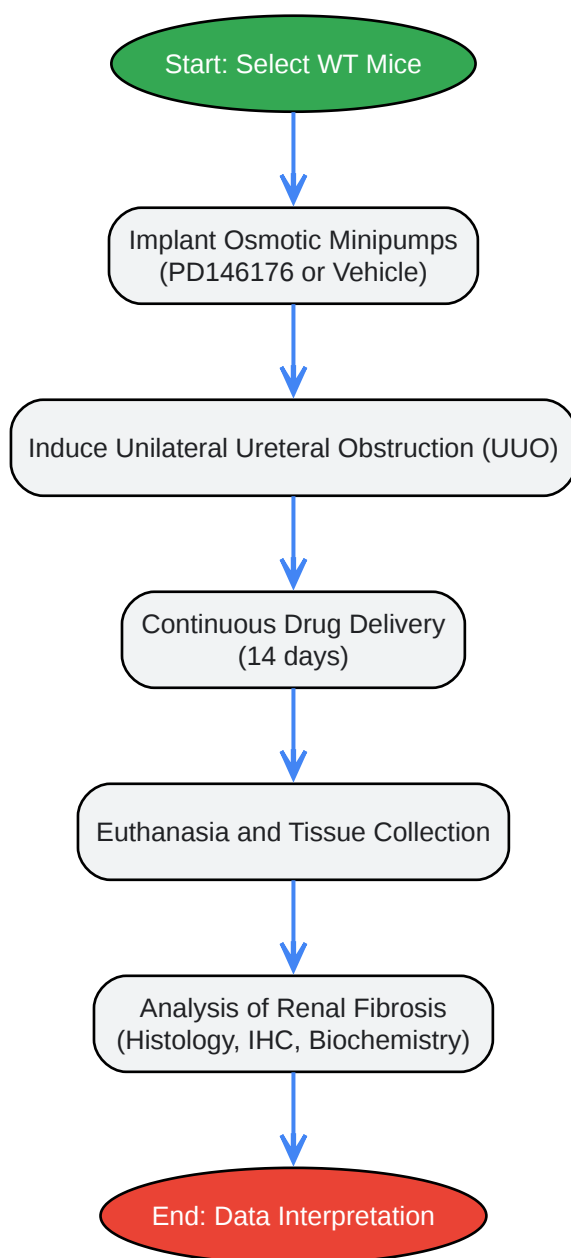 Start: Select WT Mice
Implant Osmotic Minipumps
(PD146176 or Vehicle)
Induce Unilateral Ureteral Obstruction (UUO)
Continuous Drug Delivery
(14 days)
Euthanasia and Tissue Collection
Analysis of Renal Fibrosis
(Histology, IHC, Biochemistry)
End: Data Interpretation